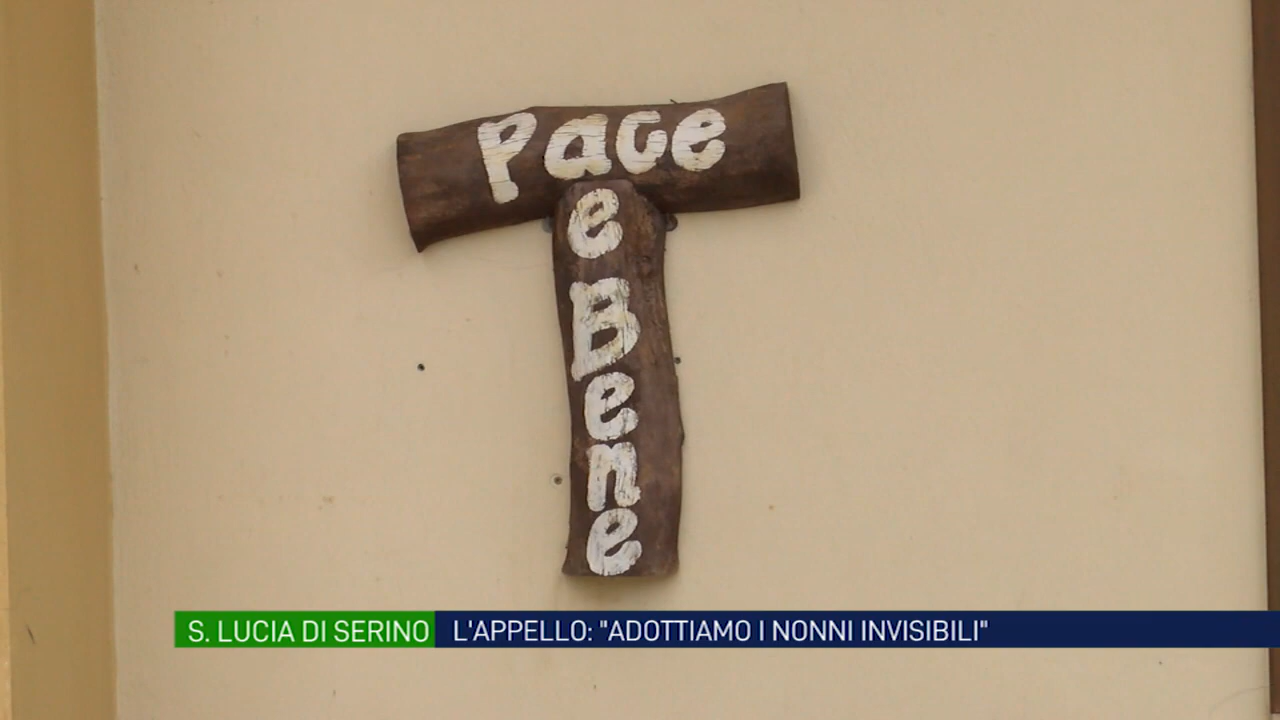 Pace
e Bene
S. LUCIA DI SERINO L'APPELLO: "ADOTTIAMO I NONNI INVISIBILI"